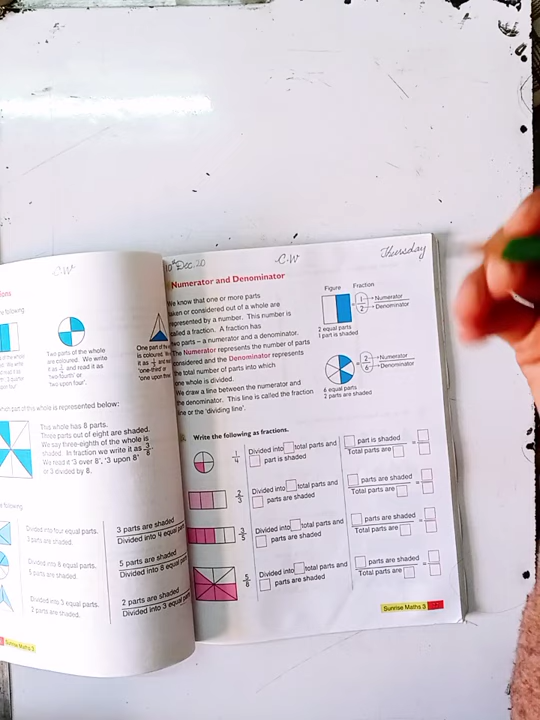 C.W
ions
following
Two parts of the whole
are coloured. We write
it as 2/4 and read it as
'two-fourth' or
'two upon four'.
One part of the
is coloured. We
it as 1/3 and
'one-third' or
'one upon three
which part of this whole is represented below:
This whole has 8 parts.
Three parts out of eight are shaded.
We say three-eighth of the whole is
shaded. In fraction we write it as 3/8
We read it '3 over 8', '3 upon 8'
or 3 divided by 8.
following
Divided into four equal parts.
3 parts are shaded.
3 parts are shaded
Divided into 4 equal parts
Divided into 8 equal parts.
5 parts are shaded.
5 parts are shaded
Divided into 8 equal parts
Divided into 3 equal parts.
2 parts are shaded.
2 parts are shaded
Divided into 3 equal parts
Sunrise Maths 3
10th Dec. 20
C.W
Thursday
Numerator and Denominator
We know that one or more parts
taken or considered out of a whole are
represented by a number. This number is
called a fraction. A fraction has
two parts – a numerator and a denominator.
The Numerator represents the number of parts
considered and the Denominator represents
the total number of parts into which
one whole is divided.
We draw a line between the numerator and
the denominator. This line is called the fraction
line or the 'dividing line'.
Figure Fraction
= 1 → Numerator
2 → Denominator
2 equal parts
1 part is shaded
= 2 → Numerator
6 → Denominator
6 equal parts
2 parts are shaded
Write the following as fractions.
1/4 Divided into total parts and
part is shaded
part is shaded
Total parts are =
2/3 Divided into total parts and
parts are shaded
parts are shaded
Total parts are =
3/5 Divided into total parts and
parts are shaded
parts are shaded
Total parts are =
5/8 Divided into total parts and
parts are shaded
parts are shaded
Total parts are =
Sunrise Maths 3